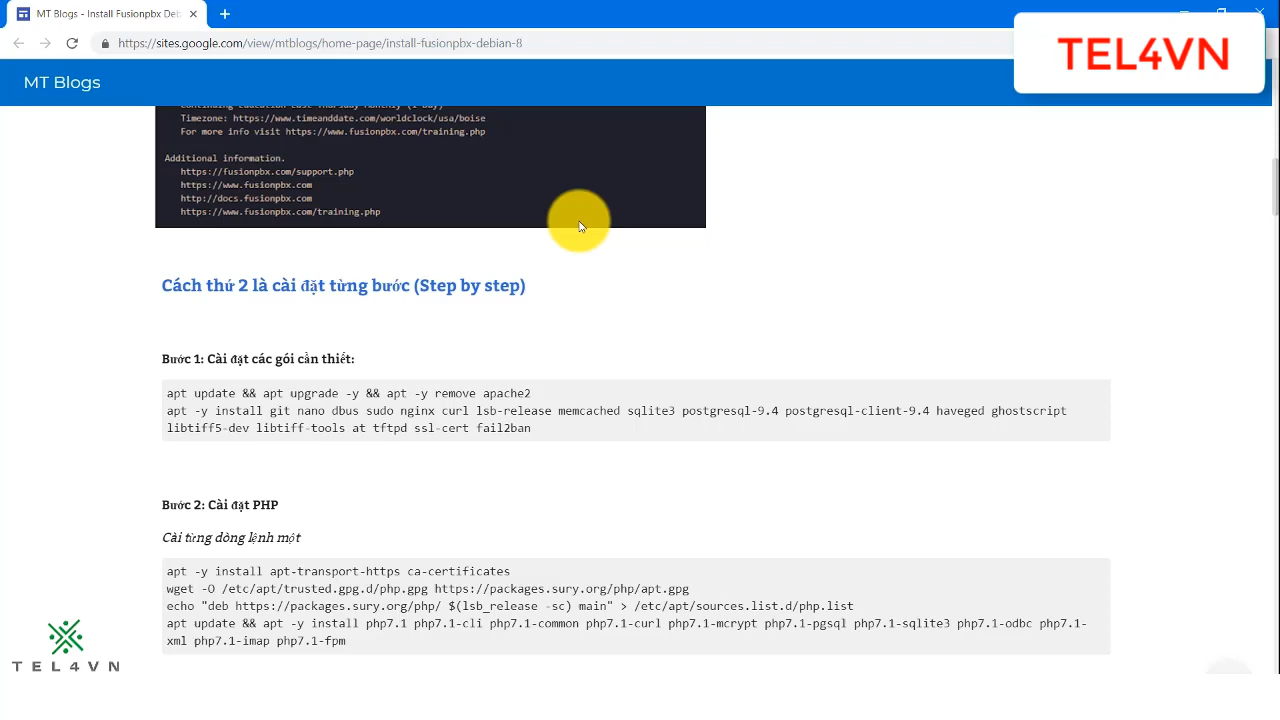 MT Blogs - Install Fusionpbx Deb
https://sites.google.com/view/mtblogs/home-page/install-fusionpbx-debian-8
TEL4VN
MT Blogs
Continuing Education Last Thursday Monthly (1 Day)
Timezone: https://www.timeanddate.com/worldclock/usa/boise
For more info visit https://www.fusionpbx.com/training.php
Additional information.
https://fusionpbx.com/support.php
https://www.fusionpbx.com
http://docs.fusionpbx.com
https://www.fusionpbx.com/training.php
Cách thứ 2 là cài đặt từng bước (Step by step)
Bước 1: Cài đặt các gói cần thiết:
apt update && apt upgrade -y && apt -y remove apache2
apt -y install git nano dbus sudo nginx curl lsb-release memcached sqlite3 postgresql-9.4 postgresql-client-9.4 haveged ghostscript
libtiff5-dev libtiff-tools at tftpd ssl-cert fail2ban
Bước 2: Cài đặt PHP
Cài từng dòng lệnh một
apt -y install apt-transport-https ca-certificates
wget -O /etc/apt/trusted.gpg.d/php.gpg https://packages.sury.org/php/apt.gpg
echo "deb https://packages.sury.org/php/ $(lsb_release -sc) main" > /etc/apt/sources.list.d/php.list
apt update && apt -y install php7.1 php7.1-cli php7.1-common php7.1-curl php7.1-mcrypt php7.1-pgsql php7.1-sqlite3 php7.1-odbc php7.1-
xml php7.1-imap php7.1-fpm
TEL4VN